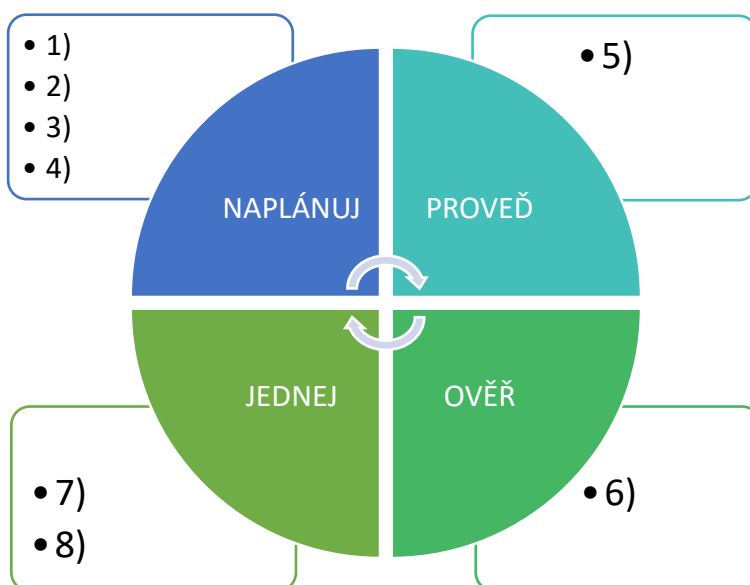 • 1)
• 2)
• 3)
• 4)
• 5)
NAPLÁNUJ
PROVEĎ
JEDNEJ
OVĚŘ
• 7)
• 8)
• 6)